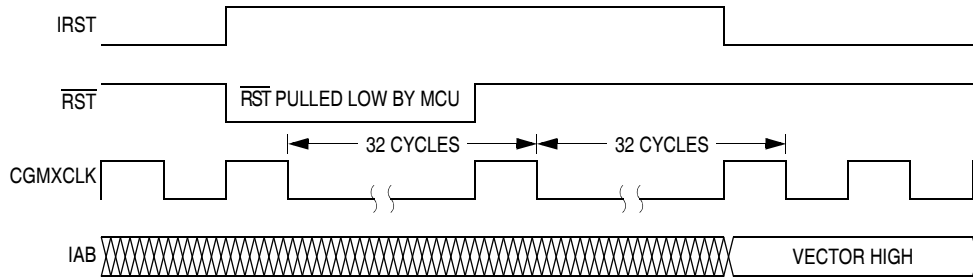 IRST
RST
RST PULLED LOW BY MCU
32 CYCLES
32 CYCLES
CGMXCLK
IAB
VECTOR HIGH